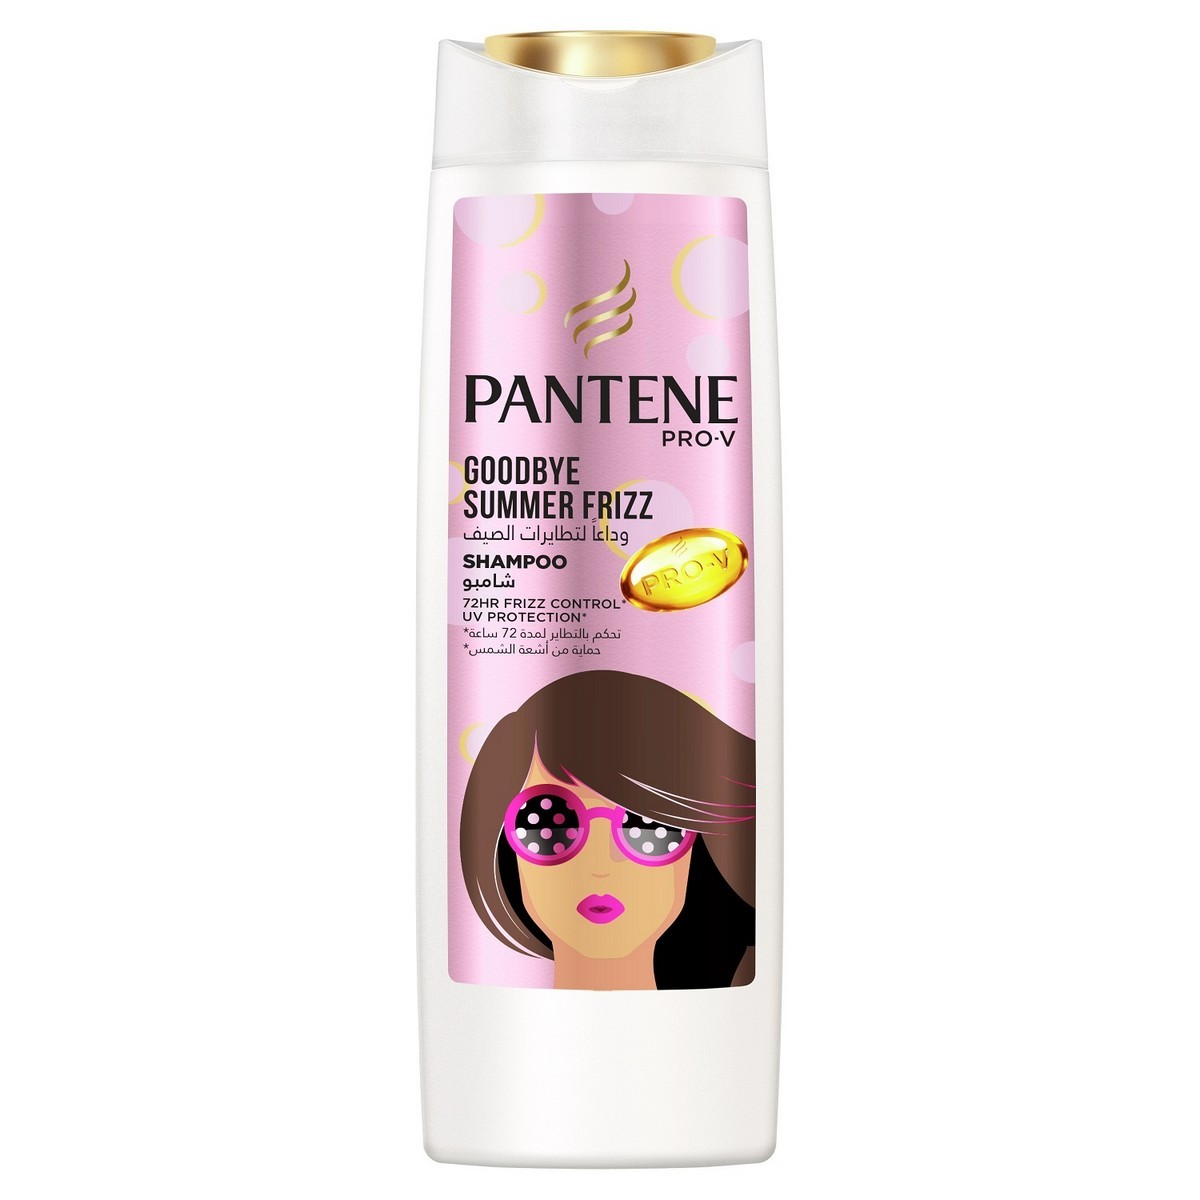 PANTENE
PRO-V
GOODBYE
SUMMER FRIZZ
وداعاً لتطايرات الصيف
SHAMPOO
شامبو
PRO-V
72HR FRIZZ CONTROL*
UV PROTECTION*
تحكم بالتطاير لمدة 72 ساعة*
حماية من أشعة الشمس*